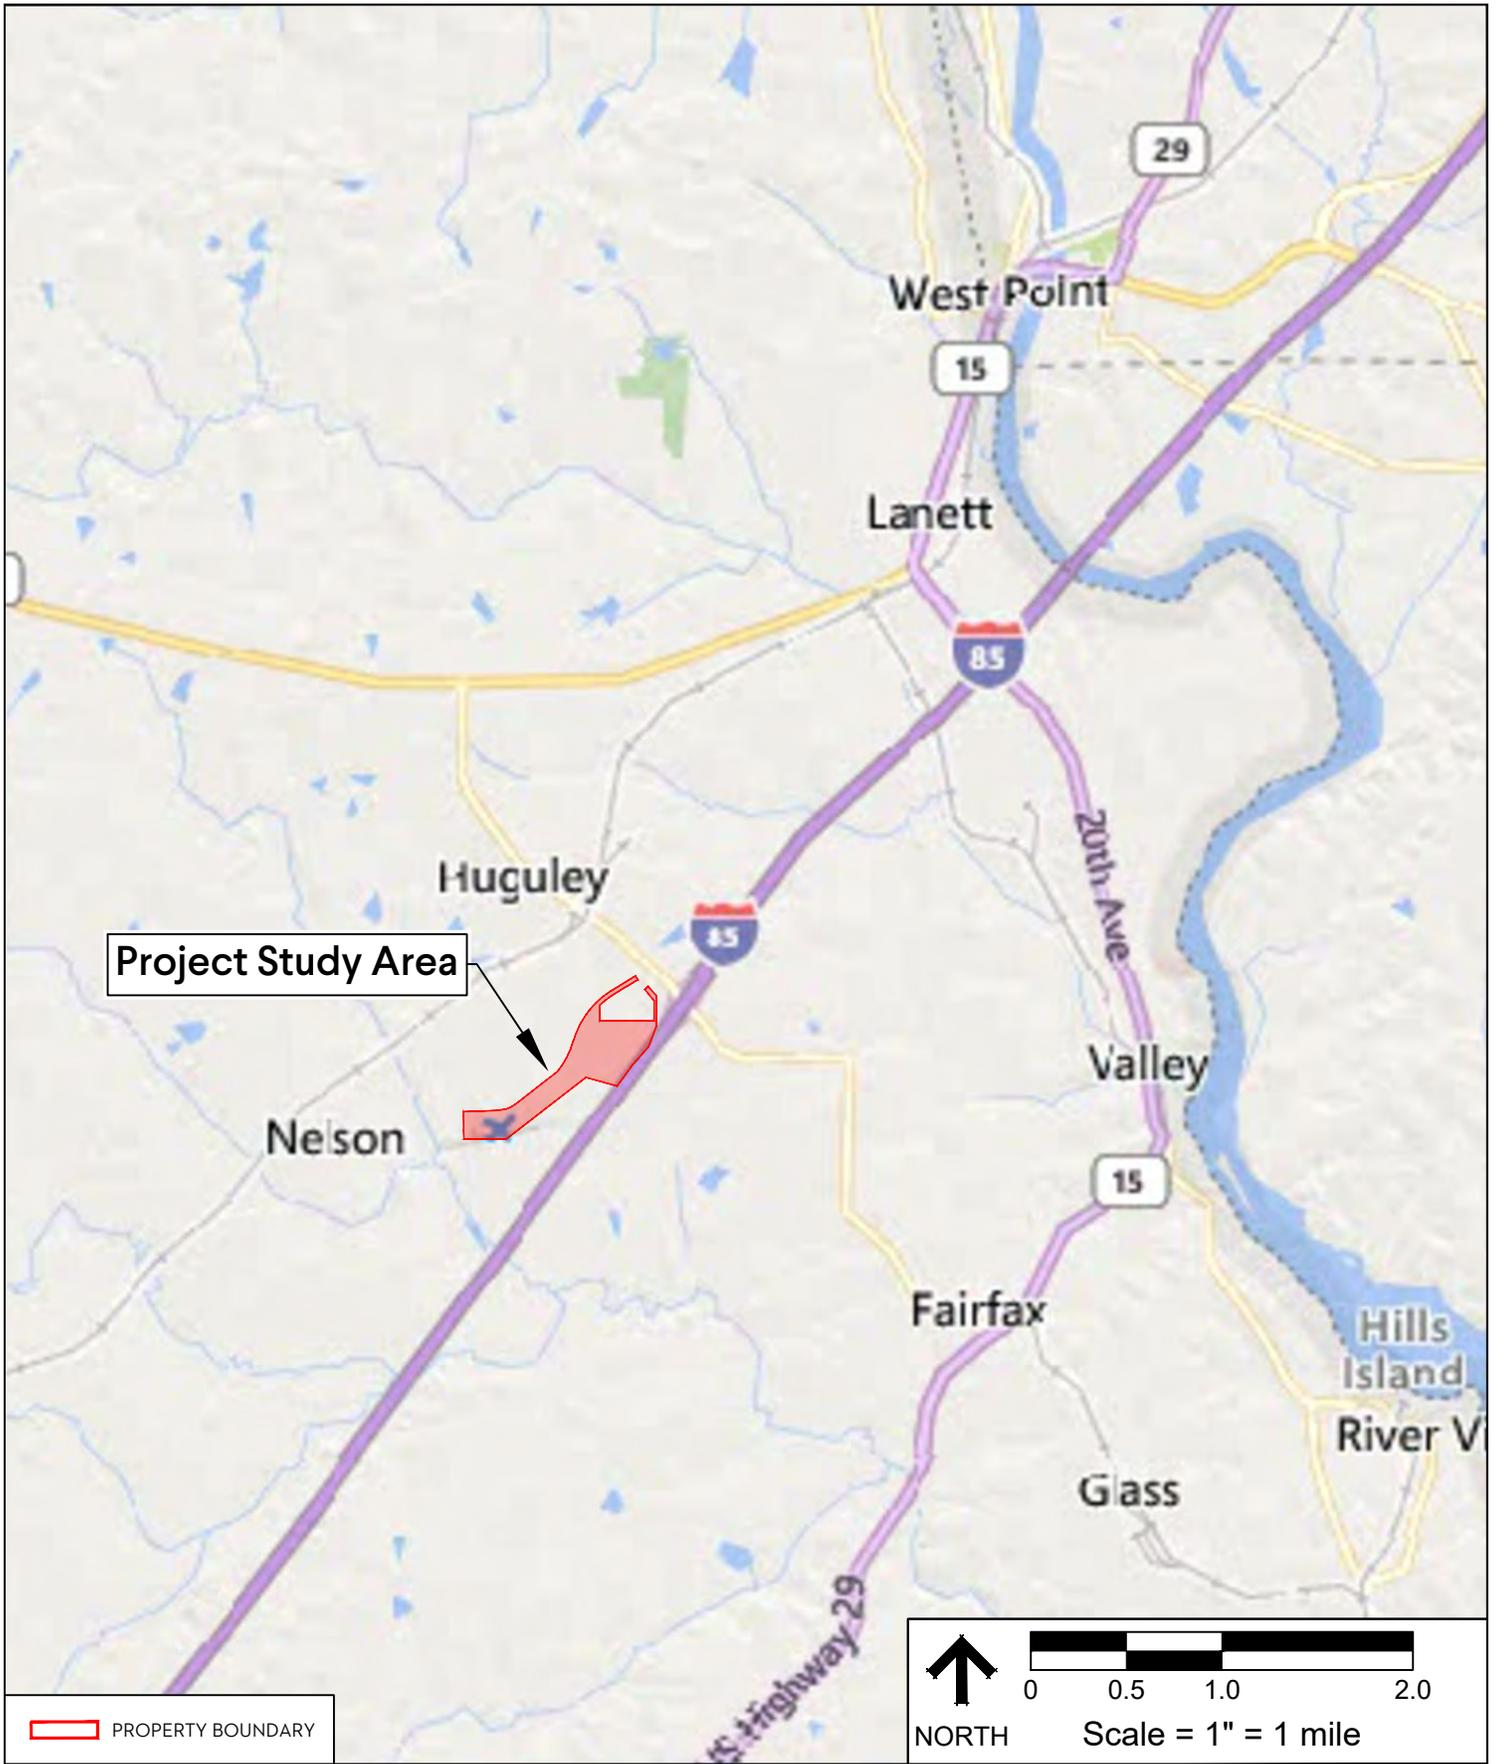 29
West Point
15
Lanett
85
20th Ave
Huguley
85
Project Study Area
Valley
Nelson
15
Fairfax
Hills
Island
River Vi
Glass
US Highway 29
NORTH
0 0.5 1.0 2.0
Scale = 1" = 1 mile
PROPERTY BOUNDARY